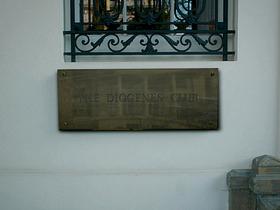 THE DIOGENES CLUB